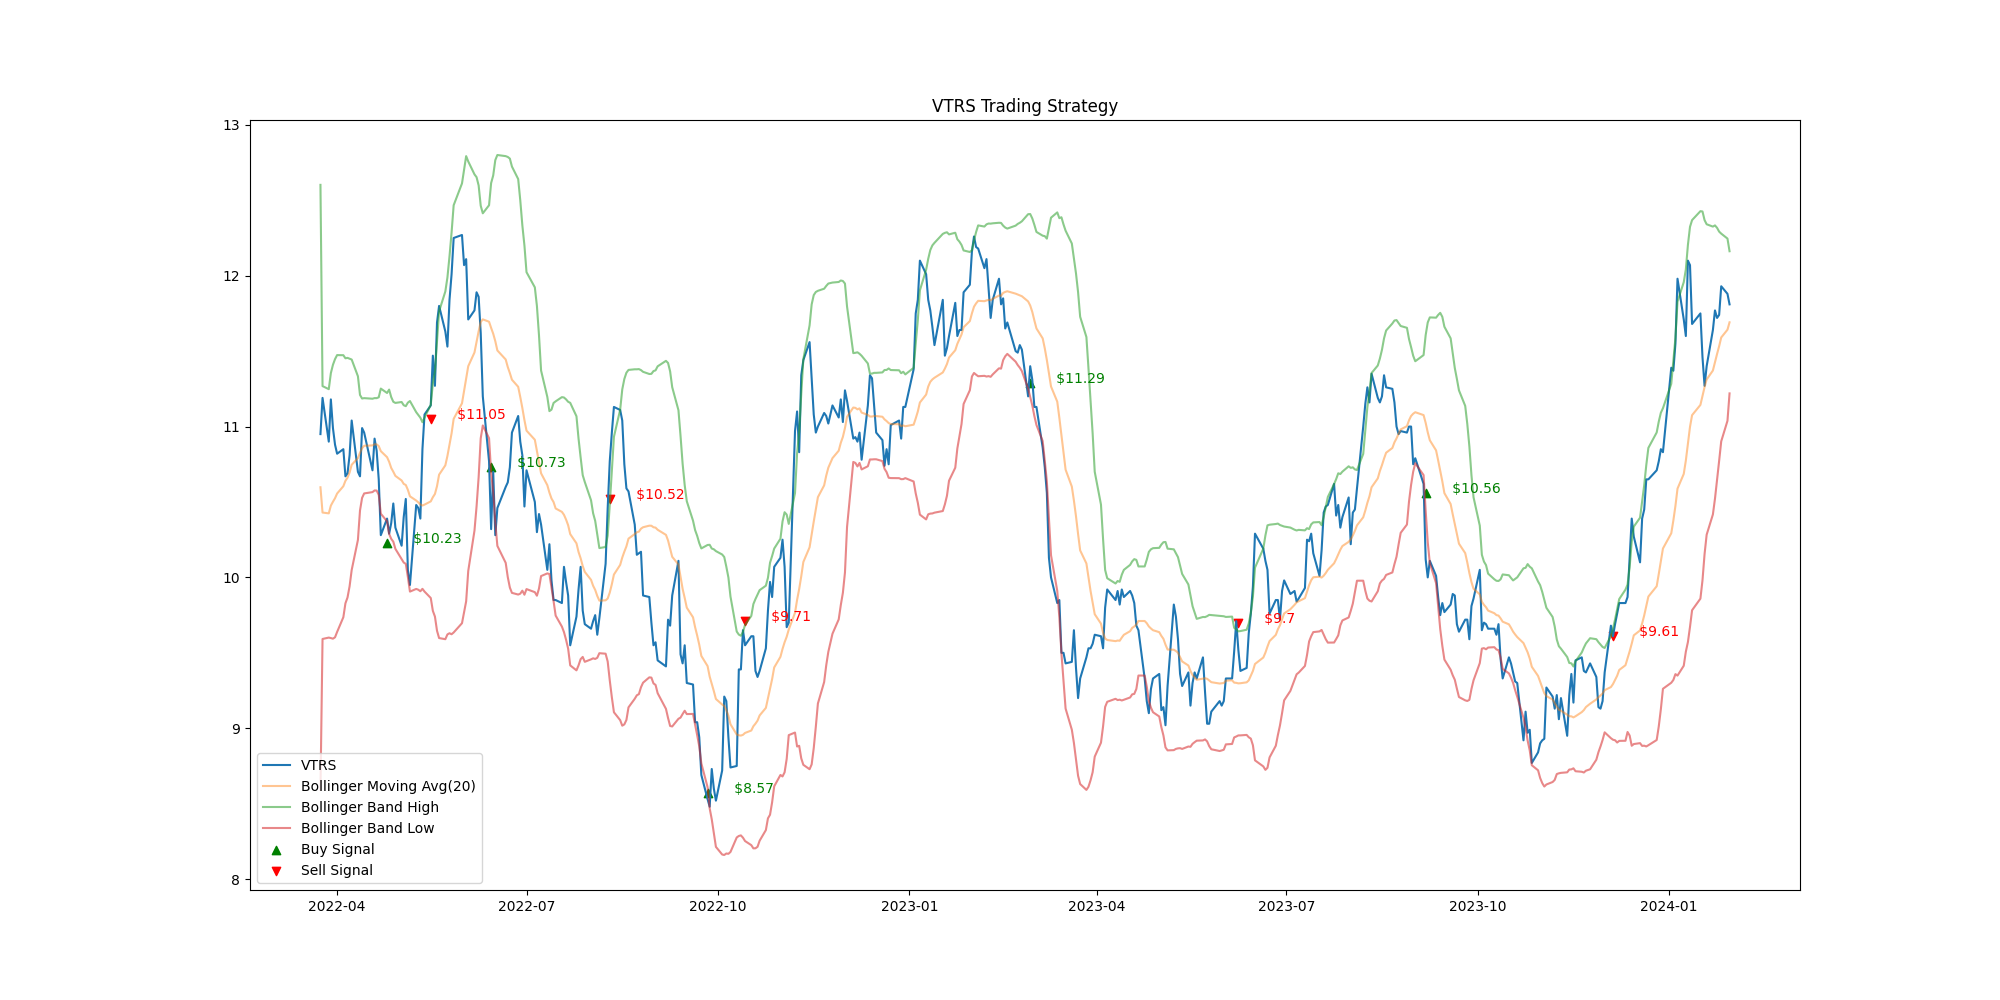 VTRS Trading Strategy
13
12
11
10
9
8
$11.29
$11.05
$10.73
$10.52
$10.56
$10.23
$9.71
$9.7
$9.61
$8.57
VTRS
Bollinger Moving Avg(20)
Bollinger Band High
Bollinger Band Low
Buy Signal
Sell Signal
2022-04 2022-07 2022-10 2023-01 2023-04 2023-07 2023-10 2024-01